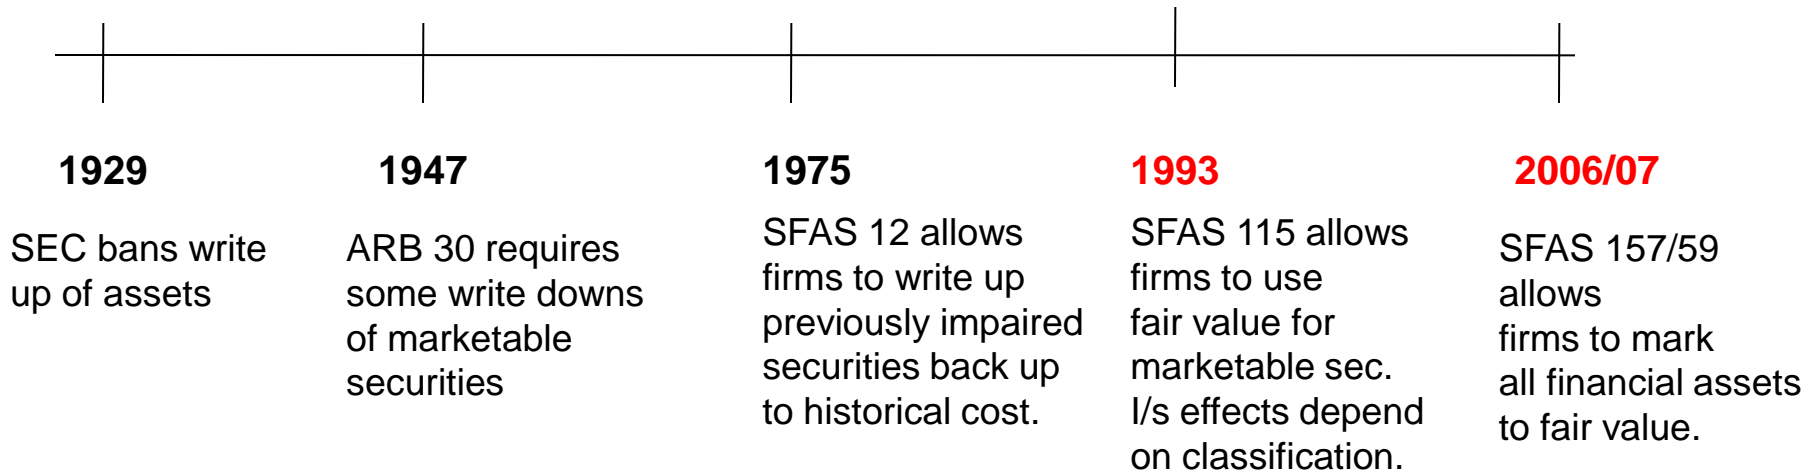 1929
SEC bans write
up of assets
1947
ARB 30 requires
some write downs
of marketable
securities
1975
SFAS 12 allows
firms to write up
previously impaired
securities back up
to historical cost.
1993
SFAS 115 allows
firms to use
fair value for
marketable sec.
I/s effects depend
on classification.
2006/07
SFAS 157/59
allows
firms to mark
all financial assets
to fair value.